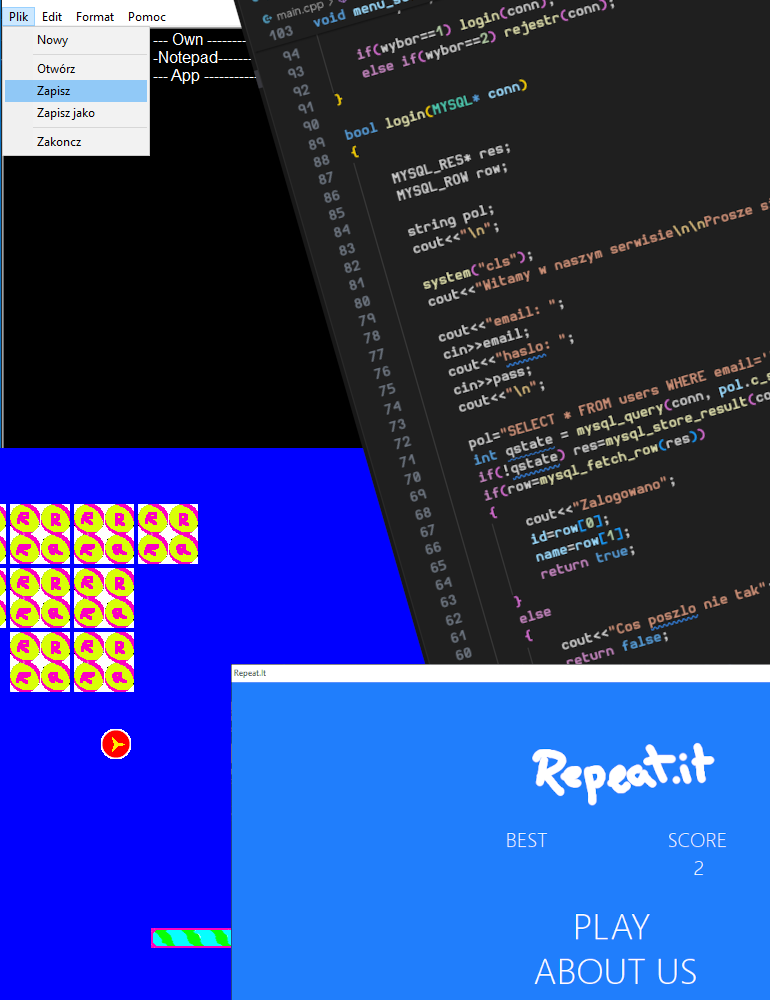 Plik Edit Format Pomoc
Nowy
Otwórz
Zapisz
Zapisz jako
Zakoncz
--- Own --------
-Notepad-------
--- App -----------
main.cpp >
103 void menu_s
94
93 if(wybor==1) login(conn);
92 else if(wybor==2) rejestr(conn);
91 }
90
89 bool login(MYSQL* conn)
88 {
87
86 MYSQL_RES* res;
85 MYSQL_ROW row;
84
83 string pol;
82 cout<<"\n";
81
80 system("cls");
79 cout<<"Witamy w naszym serwisie\n\nProsze s
78
77 cout<<"email: ";
76 cin>>email;
75 cout<<"haslo: ";
74 cin>>pass;
73 cout<<"\n";
72
71 pol="SELECT * FROM users WHERE email='
70 int qstate = mysql_query(conn, pol.c_s
69 if(!qstate) res=mysql_store_result(co
68 if(row=mysql_fetch_row(res))
67 {
66 cout<<"Zalogowano";
65 id=row[0];
64 name=row[1];
63 return true;
62 }
61 else
60 {
cout<<"Cos poszlo nie tak"
return false;
R R R R R R
R a R a R a
R R R R
R a R a
R R R R
R a R a
Repeat.it
Repeat.it
BEST SCORE
2
PLAY
ABOUT US